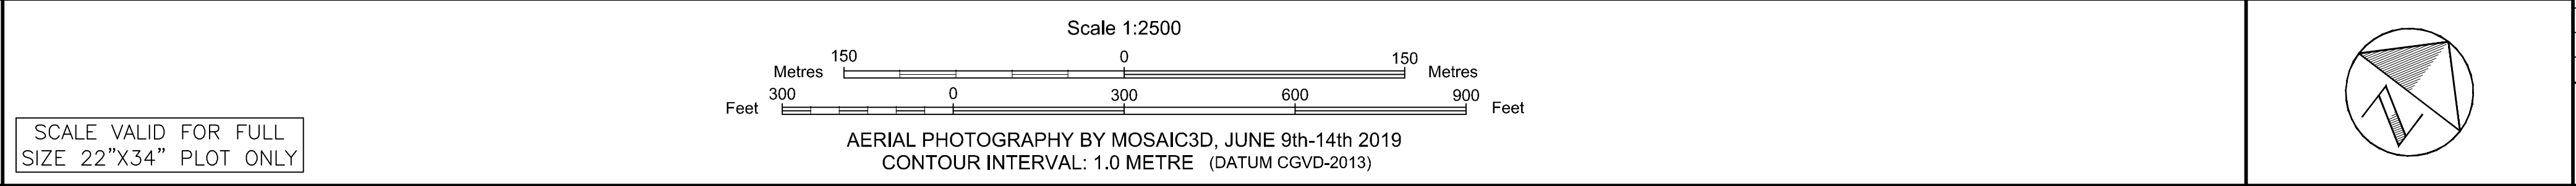 Scale 1:2500
150 0 150
Metres Metres
300 0 300 600 900
Feet Feet
SCALE VALID FOR FULL
SIZE 22"X34" PLOT ONLY
AERIAL PHOTOGRAPHY BY MOSAIC3D, JUNE 9th-14th 2019
CONTOUR INTERVAL: 1.0 METRE (DATUM CGVD-2013)
N